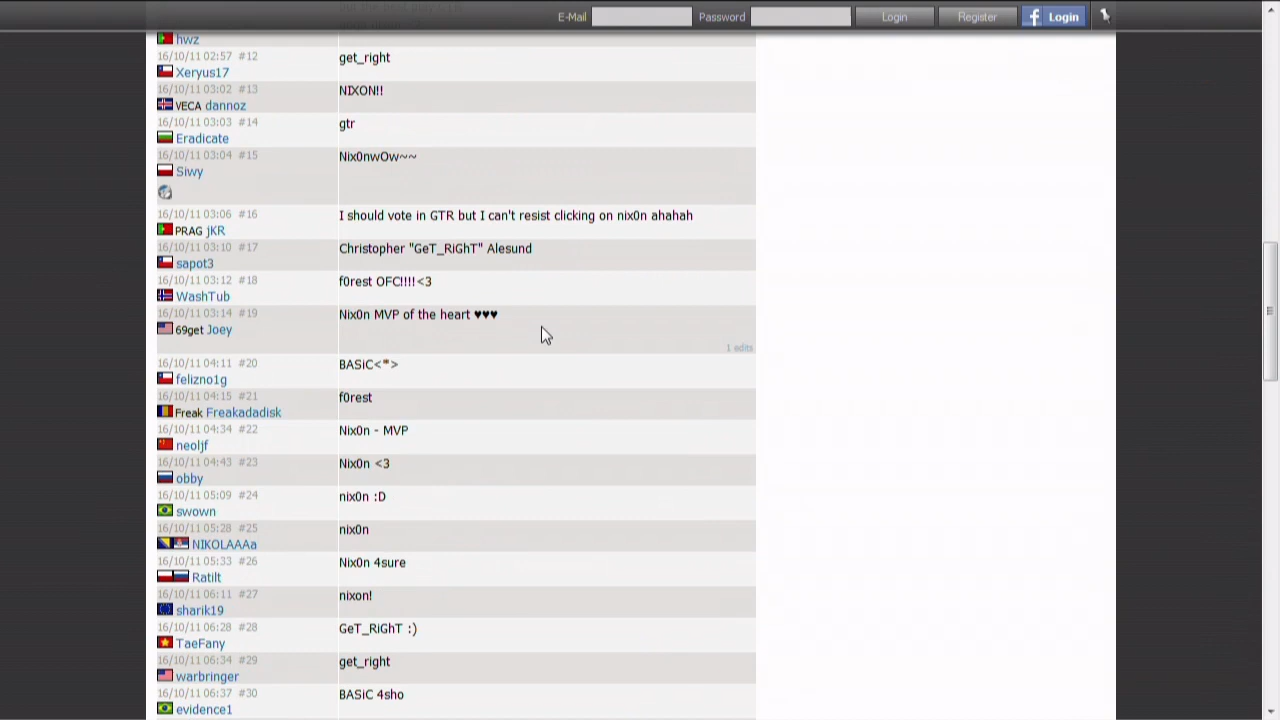 E-Mail Password Login Register f Login
hwz
16/10/11 02:57 #12 get_right
Xeryus17
16/10/11 03:02 #13 NIXON!!
VECA dannoz
16/10/11 03:03 #14 gtr
Eradicate
16/10/11 03:04 #15 Nix0nwOw~~
Siwy
16/10/11 03:06 #16 I should vote in GTR but I can't resist clicking on nix0n ahahah
PRAG jKR
16/10/11 03:10 #17 Christopher "GeT_RiGhT" Alesund
sapot3
16/10/11 03:12 #18 f0rest OFC!!!!<3
WashTub
16/10/11 03:14 #19 Nix0n MVP of the heart ♥♥♥
69get Joey
1 edits
16/10/11 04:11 #20 BASiC<*>
felizno1g
16/10/11 04:15 #21 f0rest
Freak Freakadadisk
16/10/11 04:34 #22 Nix0n - MVP
neoljf
16/10/11 04:43 #23 Nix0n <3
obby
16/10/11 05:09 #24 nix0n :D
swown
16/10/11 05:28 #25 nix0n
NIKOLAAAa
16/10/11 05:33 #26 Nix0n 4sure
Ratilt
16/10/11 06:11 #27 nixon!
sharik19
16/10/11 06:28 #28 GeT_RiGhT :)
TaeFany
16/10/11 06:34 #29 get_right
warbringer
16/10/11 06:37 #30 BASiC 4sho
evidence1